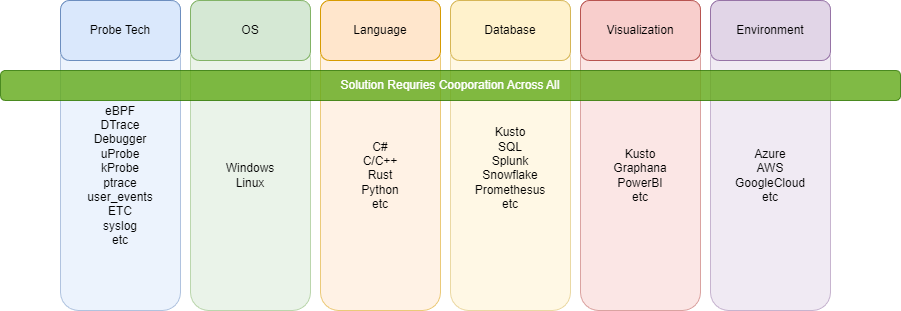 Probe Tech
OS
Language
Database
Visualization
Environment
Solution Requries Cooporation Across All
eBPF
DTrace
Debugger
uProbe
kProbe
ptrace
user_events
ETC
syslog
etc
Windows
Linux
C#
C/C++
Rust
Python
etc
Kusto
SQL
Splunk
Snowflake
Promethesus
etc
Kusto
Graphana
PowerBI
etc
Azure
AWS
GoogleCloud
etc